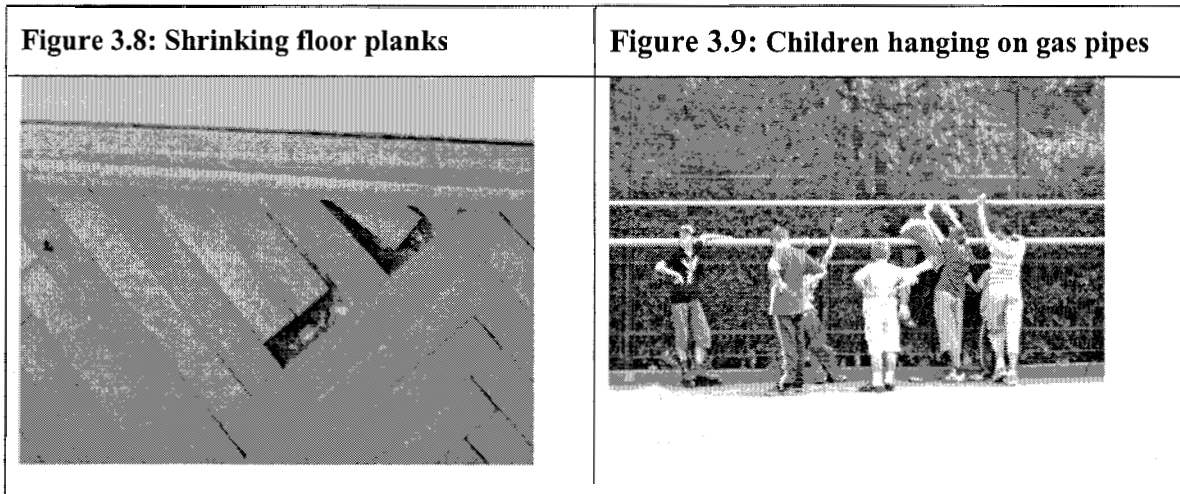 Figure 3.8: Shrinking floor planks
Figure 3.9: Children hanging on gas pipes